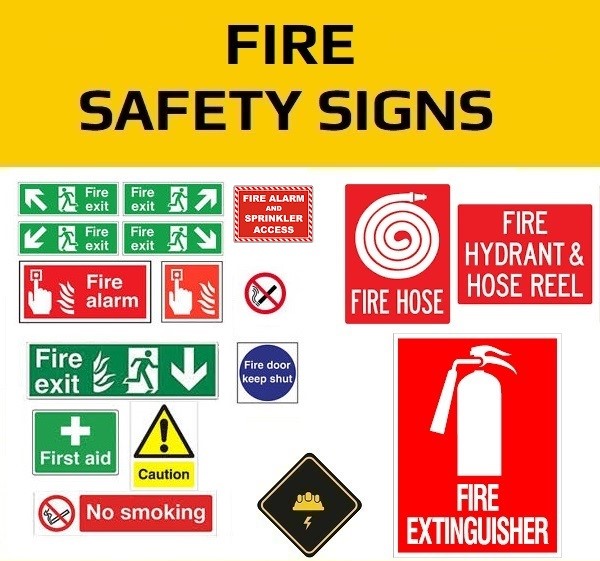 FIRE
SAFETY SIGNS
Fire
exit
Fire
exit
Fire
exit
Fire
exit
FIRE ALARM
AND
SPRINKLER
ACCESS
FIRE HOSE
FIRE
HYDRANT &
HOSE REEL
Fire
alarm
Fire
exit
Fire door
keep shut
First aid
Caution
No smoking
FIRE
EXTINGUISHER